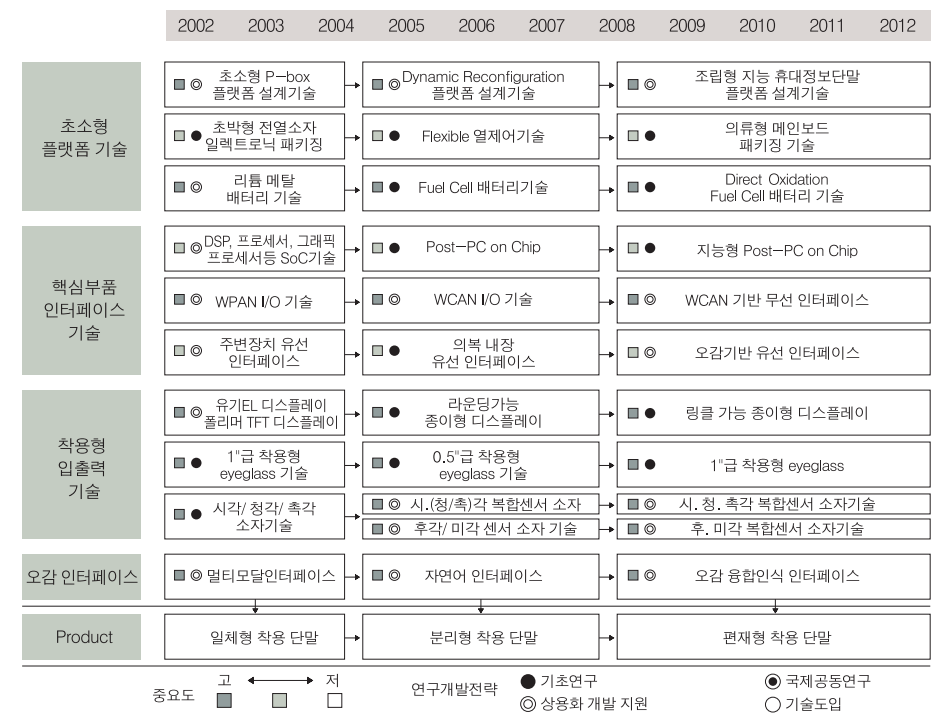 2002 2003 2004 2005 2006 2007 2008 2009 2010 2011 2012
초소형
플랫폼 기술
초소형 P-box
플랫폼 설계기술
Dynamic Reconfiguration
플랫폼 설계기술
조립형 지능 휴대정보단말
플랫폼 설계기술
초박형 전열소자
일렉트로닉 패키징
Flexible 열제어기술
의류형 메인보드
패키징 기술
리튬 메탈
배터리 기술
Fuel Cell 배터리기술
Direct Oxidation
Fuel Cell 배터리 기술
핵심부품
인터페이스
기술
DSP, 프로세서, 그래픽
프로세서등 SoC기술
Post-PC on Chip
지능형 Post-PC on Chip
WPAN I/O 기술
WCAN I/O 기술
WCAN 기반 무선 인터페이스
주변장치 유선
인터페이스
의복 내장
유선 인터페이스
오감기반 유선 인터페이스
착용형
입출력
기술
유기EL 디스플레이
폴리머 TFT 디스플레이
라운딩가능
종이형 디스플레이
링클 가능 종이형 디스플레이
1"급 착용형
eyeglass 기술
0.5"급 착용형
eyeglass 기술
1"급 착용형 eyeglass
시각/ 청각/ 촉각
소자기술
시.(청/촉)각 복합센서 소자
시. 청. 촉각 복합센서 소자기술
후각/ 미각 센서 소자 기술
후. 미각 복합센서 소자기술
오감 인터페이스
멀티모달인터페이스
자연어 인터페이스
오감 융합인식 인터페이스
Product
일체형 착용 단말
분리형 착용 단말
편재형 착용 단말
중요도
고 저
연구개발전략
기초연구
상용화 개발 지원
국제공동연구
기술도입